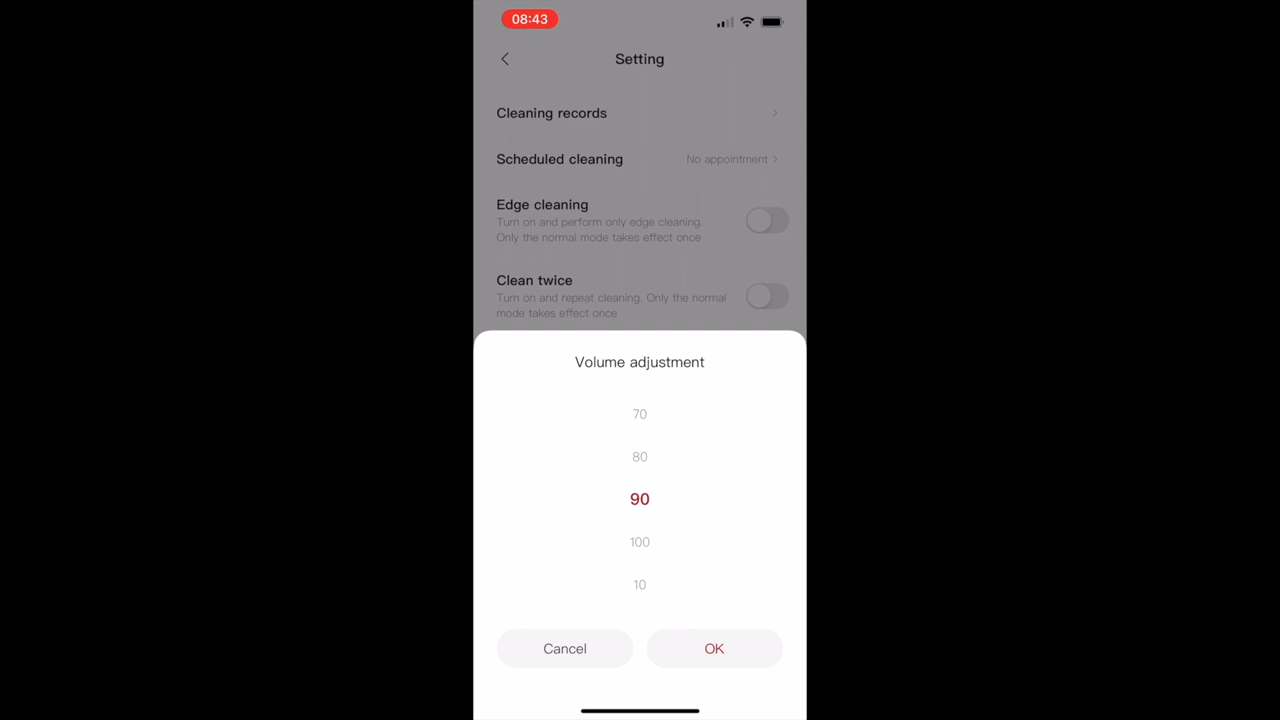 08:43
Setting
Cleaning records
Scheduled cleaning No appointment
Edge cleaning
Turn on and perform only edge cleaning.
Only the normal mode takes effect once
Clean twice
Turn on and repeat cleaning. Only the normal
mode takes effect once
Volume adjustment
70
80
90
100
10
Cancel OK